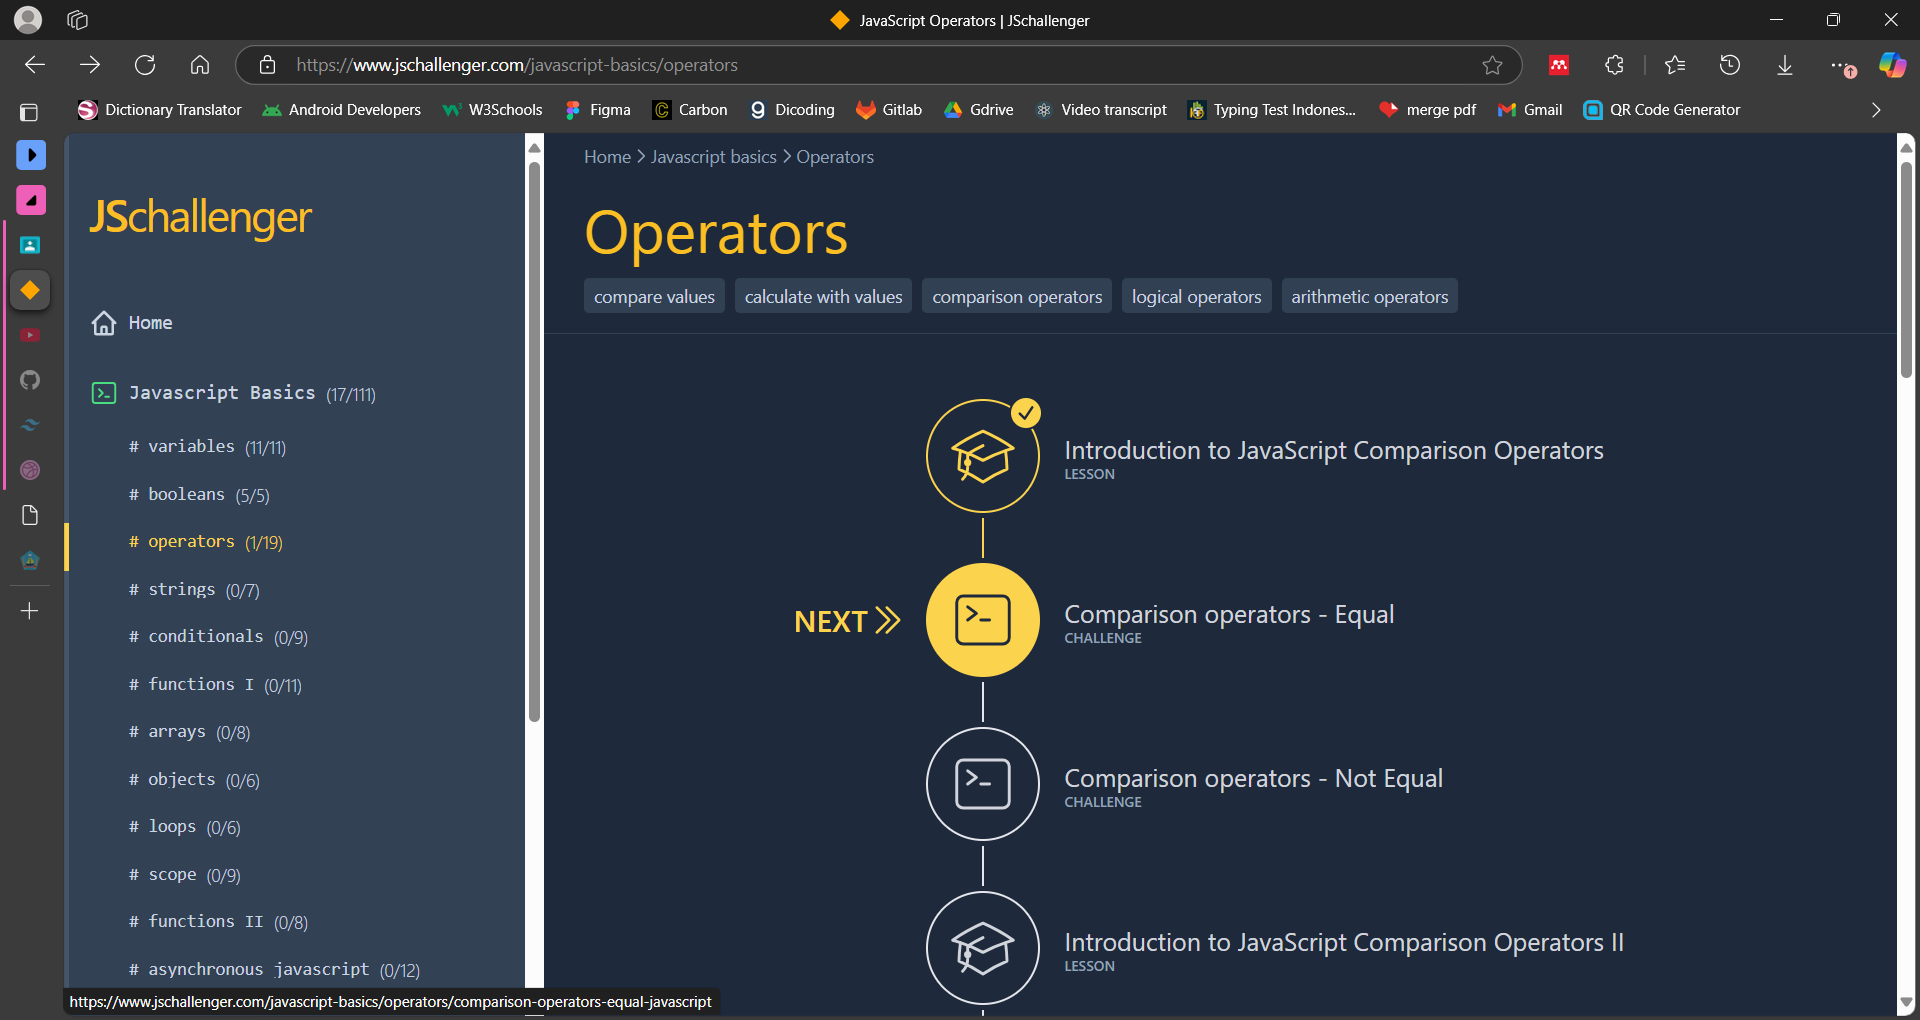 JavaScript Operators | JSchallenger
https://www.jschallenger.com/javascript-basics/operators
Dictionary Translator
Android Developers
W3Schools
Figma
Carbon
Dicoding
Gitlab
Gdrive
Video transcript
Typing Test Indones...
merge pdf
Gmail
QR Code Generator
JSchallenger
Home
Javascript Basics (17/111)
# variables (11/11)
# booleans (5/5)
# operators (1/19)
# strings (0/7)
# conditionals (0/9)
# functions I (0/11)
# arrays (0/8)
# objects (0/6)
# loops (0/6)
# scope (0/9)
# functions II (0/8)
# asynchronous javascript (0/12)
https://www.jschallenger.com/javascript-basics/operators/comparison-operators-equal-javascript
Home > Javascript basics > Operators
Operators
compare values
calculate with values
comparison operators
logical operators
arithmetic operators
Introduction to JavaScript Comparison Operators
LESSON
NEXT
Comparison operators - Equal
CHALLENGE
Comparison operators - Not Equal
CHALLENGE
Introduction to JavaScript Comparison Operators II
LESSON